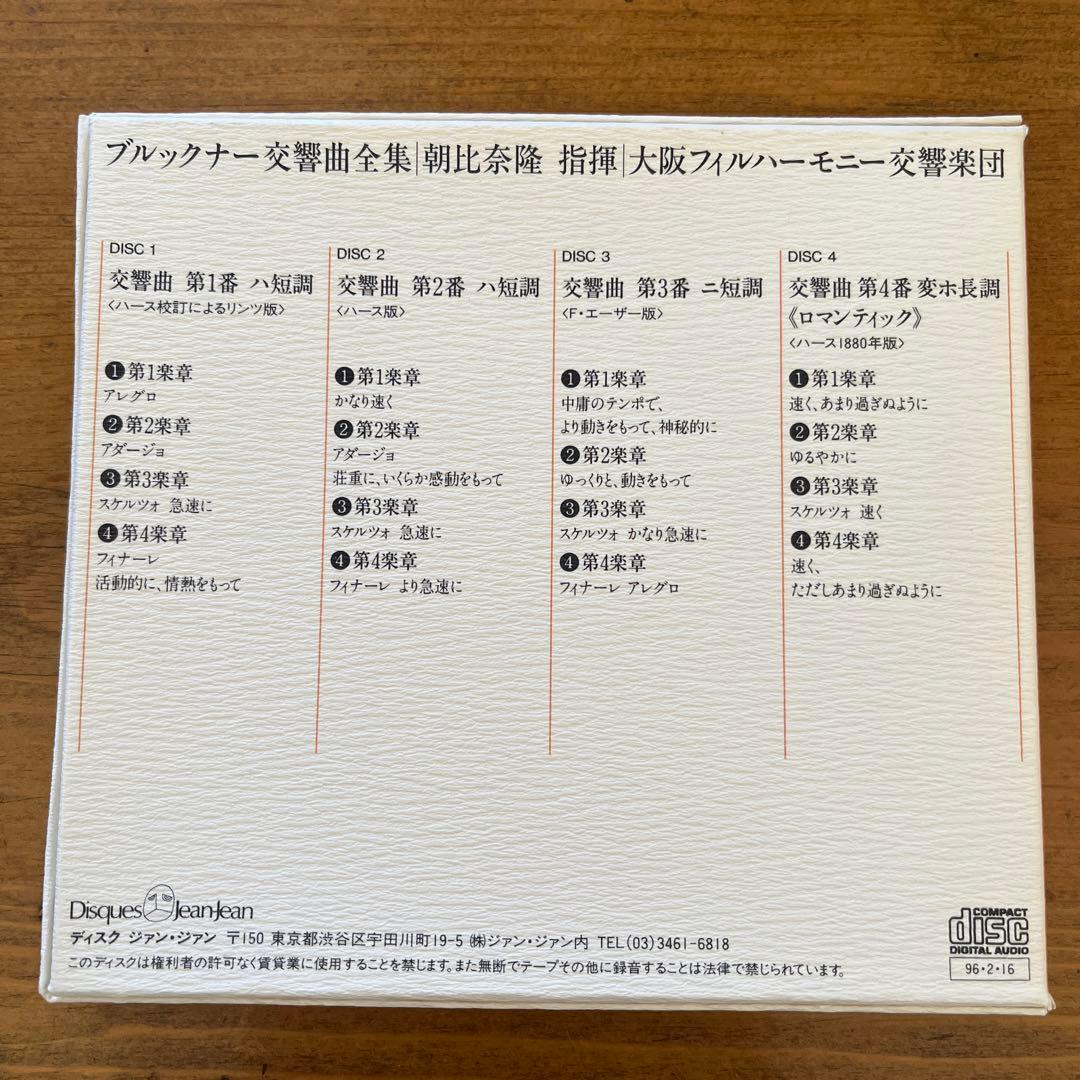 ブルックナー交響曲全集|朝比奈隆 指揮|大阪フィルハーモニー交響楽団
DISC 1
交響曲 第1番 ハ短調
〈ハース校訂によるリンツ版〉
❶第1楽章
アレグロ
❷第2楽章
アダージョ
❸第3楽章
スケルツォ 急速に
❹第4楽章
フィナーレ
活動的に、情熱をもって
DISC 2
交響曲 第2番 ハ短調
〈ハース版〉
❶第1楽章
かなり速く
❷第2楽章
アダージョ
荘重に、いくらか感動をもって
❸第3楽章
スケルツォ 急速に
❹第4楽章
フィナーレ より急速に
DISC 3
交響曲 第3番 ニ短調
〈F・エーザー版〉
❶第1楽章
中庸のテンポで、
より動きをもって、神秘的に
❷第2楽章
ゆっくりと、動きをもって
❸第3楽章
スケルツォ かなり急速に
❹第4楽章
フィナーレ アレグロ
DISC 4
交響曲 第4番 変ホ長調
《ロマンティック》
〈ハース1880年版〉
❶第1楽章
速く、あまり過ぎぬように
❷第2楽章
ゆるやかに
❸第3楽章
スケルツォ 速く
❹第4楽章
速く、
ただしあまり過ぎぬように
Disques JeanJean
ディスク ジァン・ジァン 〒150 東京都渋谷区宇田川町19-5 ㈱ジァン・ジァン内 TEL(03)3461-6818
このディスクは権利者の許可なく賃貸業に使用することを禁じます。また無断でテープその他に録音することは法律で禁じられています。
COMPACT
disc
DIGITAL AUDIO
96・2・16